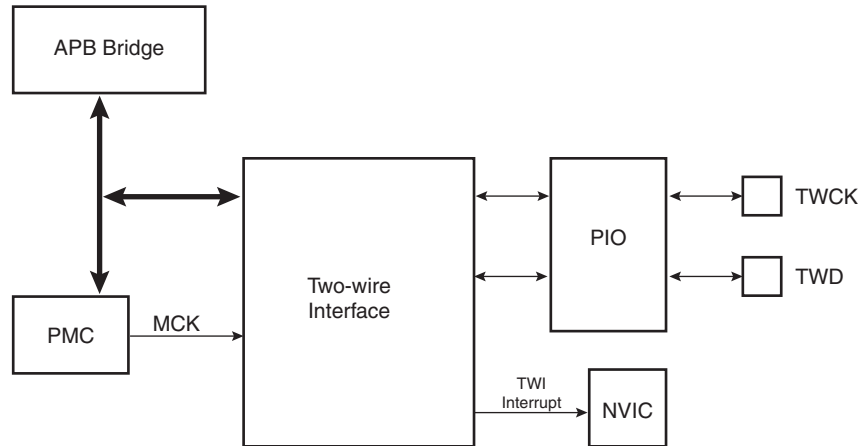 APB Bridge
Two-wire
Interface
PIO
TWCK
TWD
PMC
MCK
TWI
Interrupt
NVIC